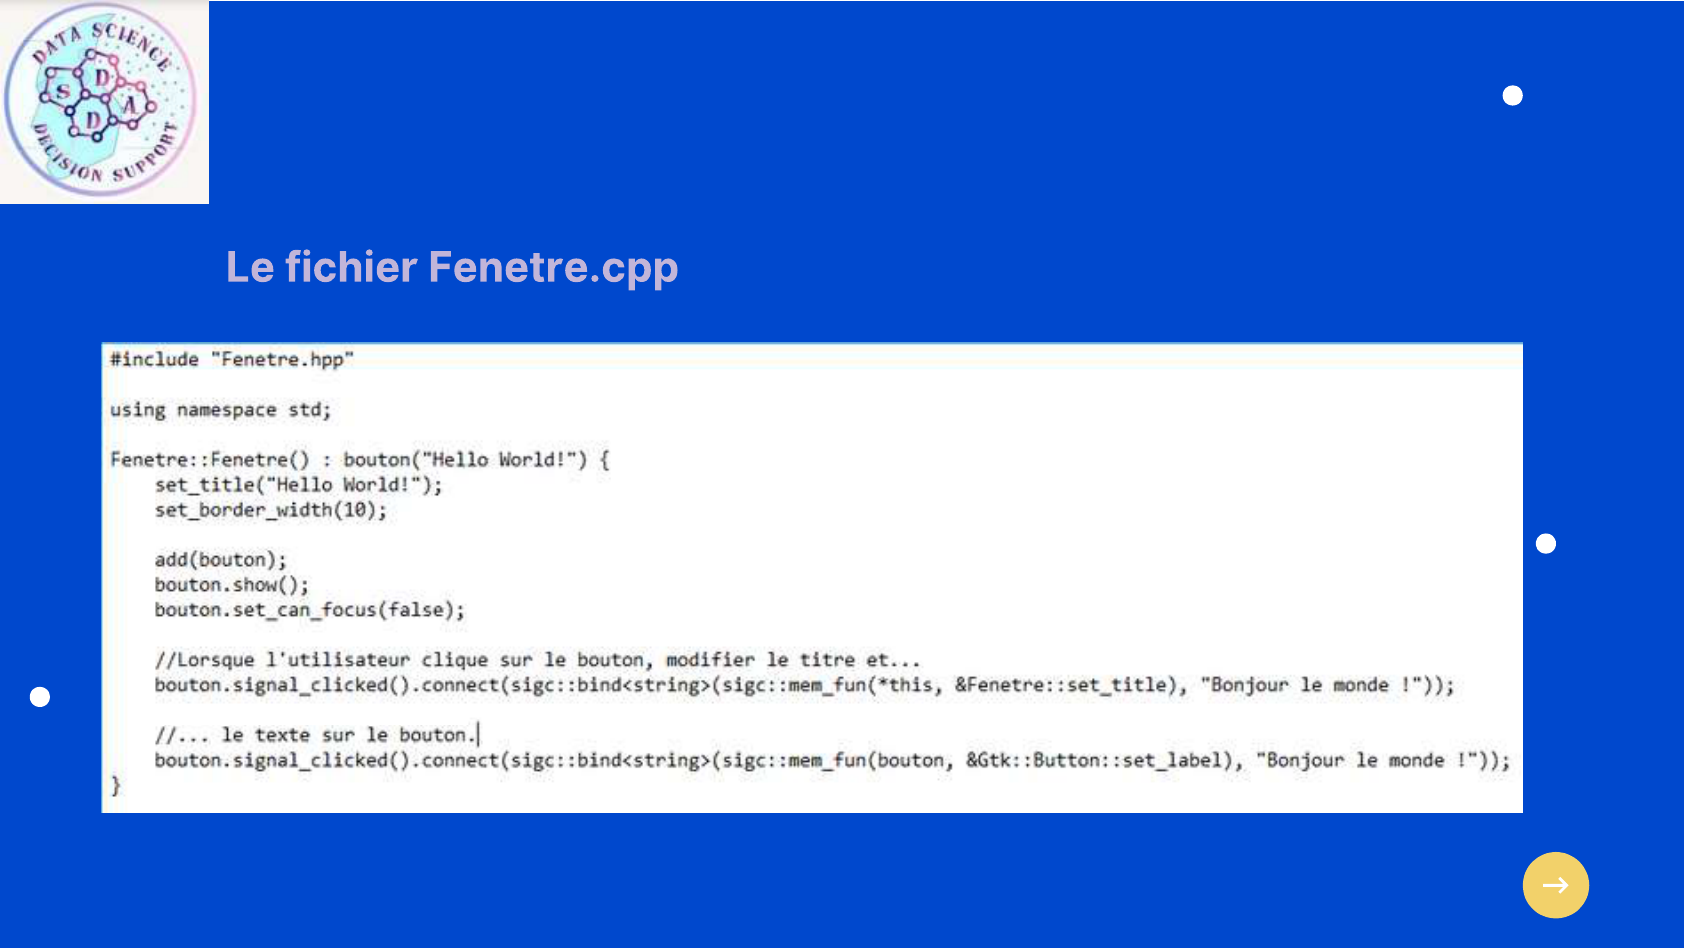 DATA SCIENCE
S D
D A
DECISION SUPPORT
Le fichier Fenetre.cpp
#include "Fenetre.hpp"
using namespace std;
Fenetre::Fenetre() : bouton("Hello World!") {
set_title("Hello World!");
set_border_width(10);
add(bouton);
bouton.show();
bouton.set_can_focus(false);
//Lorsque l'utilisateur clique sur le bouton, modifier le titre et...
bouton.signal_clicked().connect(sigc::bind<string>(sigc::mem_fun(*this, &Fenetre::set_title), "Bonjour le monde !"));
//... le texte sur le bouton.
bouton.signal_clicked().connect(sigc::bind<string>(sigc::mem_fun(bouton, &Gtk::Button::set_label), "Bonjour le monde !"));
}